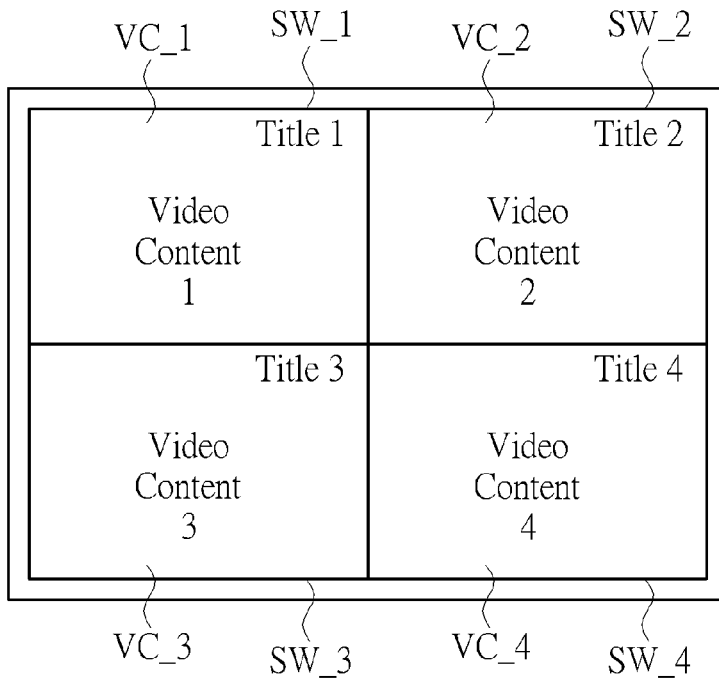 VC_1
SW_1
VC_2
SW_2
Title 1
Title 2
Video
Content
1
Video
Content
2
Title 3
Title 4
Video
Content
3
Video
Content
4
VC_3
SW_3
VC_4
SW_4